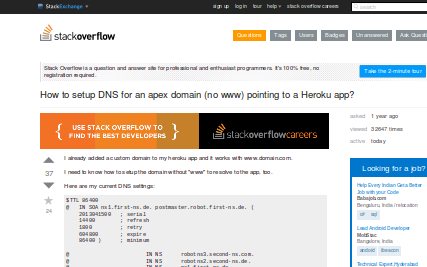 StackExchange
sign up log in tour help stack overflow careers
search
stackoverflow
Questions Tags Users Badges Unanswered Ask Quest
Stack Overflow is a question and answer site for professional and enthusiast programmers. It's 100% free, no
registration required.
Take the 2-minute tour
How to setup DNS for an apex domain (no www) pointing to a Heroku app?
asked 1 year ago
viewed 32647 times
active today
{ USE STACK OVERFLOW TO
FIND THE BEST DEVELOPERS }
stackoverflowcareers
I already added a custom domain to my heroku app and it works with www.domain.com.
37
I need to know how to setup the domain without "www" to resolve to the app, too.
Here are my current DNS settings:
24
$TTL 86400
@ IN SOA ns1.first-ns.de. postmaster.robot.first-ns.de. (
2013041500 ; serial
14400 ; refresh
1800 ; retry
604800 ; expire
86400 ) ; minimum
@ IN NS robotns3.second-ns.com.
@ IN NS robotns2.second-ns.de.
Looking for a job?
Help Every Indian Get a Better
Job with your Code
Babajob.com
Bengaluru, India / relocation
c# sql
Lead Android Developer
Bengaluru, India
android
Technical Expert Hyderabad